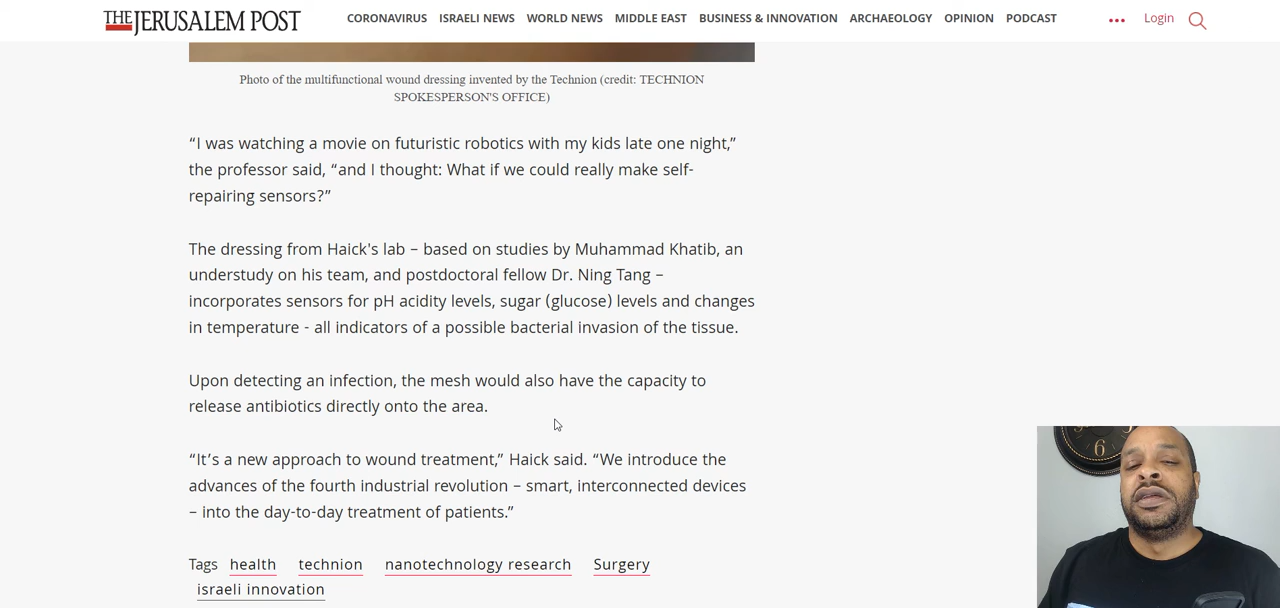 THE JERUSALEM POST
CORONAVIRUS ISRAELI NEWS WORLD NEWS MIDDLE EAST BUSINESS & INNOVATION ARCHAEOLOGY OPINION PODCAST ••• Login
Photo of the multifunctional wound dressing invented by the Technion (credit: TECHNION
SPOKESPERSON'S OFFICE)
“I was watching a movie on futuristic robotics with my kids late one night,”
the professor said, “and I thought: What if we could really make self-
repairing sensors?”
The dressing from Haick's lab – based on studies by Muhammad Khatib, an
understudy on his team, and postdoctoral fellow Dr. Ning Tang –
incorporates sensors for pH acidity levels, sugar (glucose) levels and changes
in temperature - all indicators of a possible bacterial invasion of the tissue.
Upon detecting an infection, the mesh would also have the capacity to
release antibiotics directly onto the area.
“It’s a new approach to wound treatment,” Haick said. “We introduce the
advances of the fourth industrial revolution – smart, interconnected devices
– into the day-to-day treatment of patients.”
Tags health technion nanotechnology research Surgery
israeli innovation
6